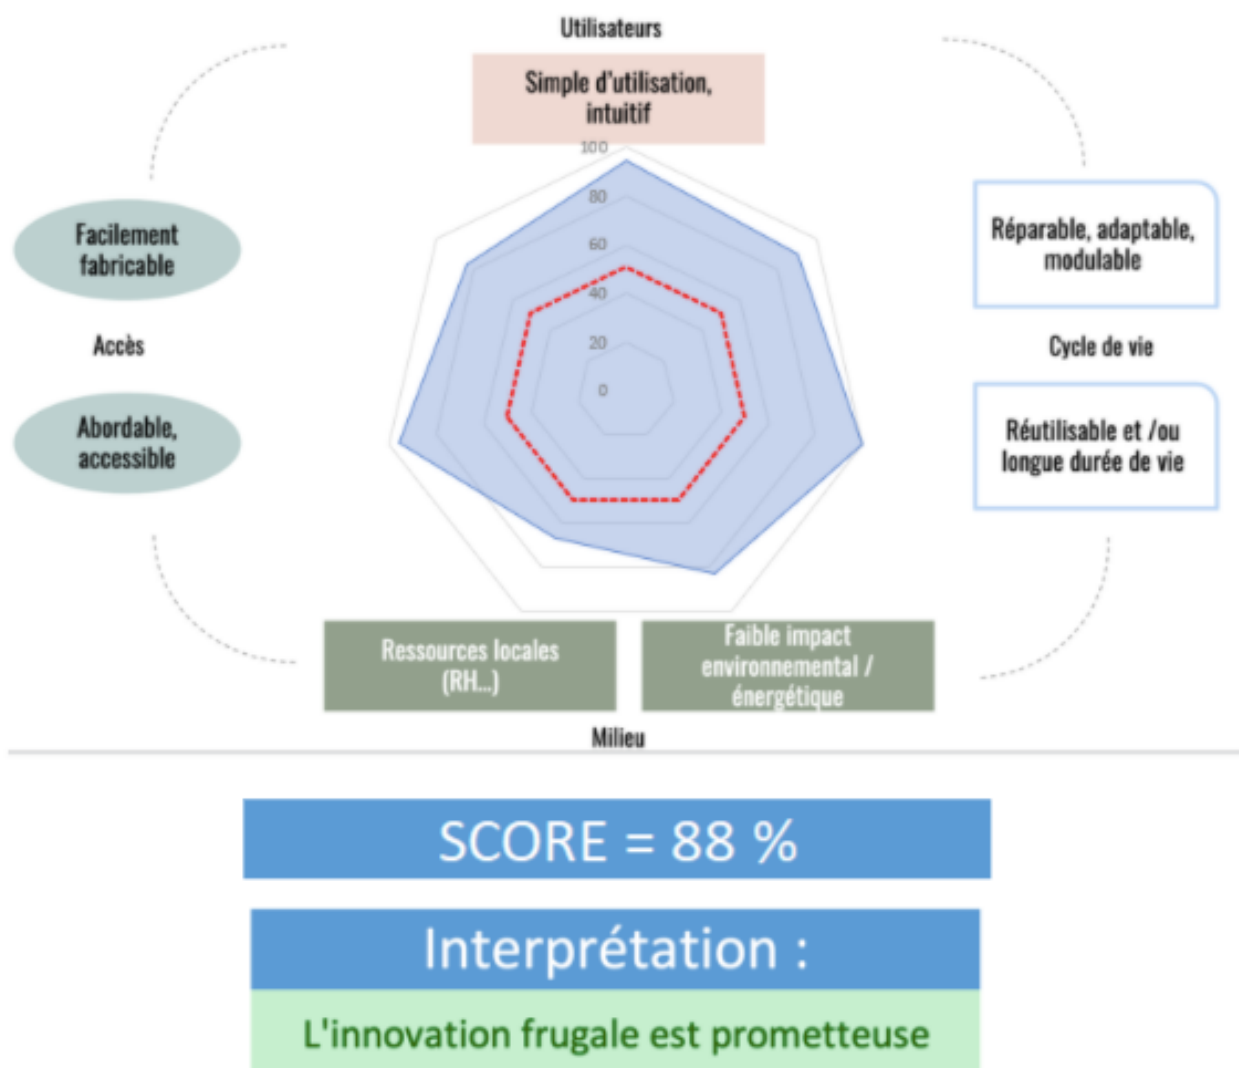 Utilisateurs
Simple d'utilisation,
intuitif
100
80
60
40
20
0
Facilement
fabricable
Accès
Abordable,
accessible
Réparable, adaptable,
modulable
Cycle de vie
Réutilisable et /ou
longue durée de vie
Ressources locales
(RH...)
Faible impact
environnemental /
énergétique
Milieu
SCORE = 88 %
Interprétation :
L'innovation frugale est prometteuse